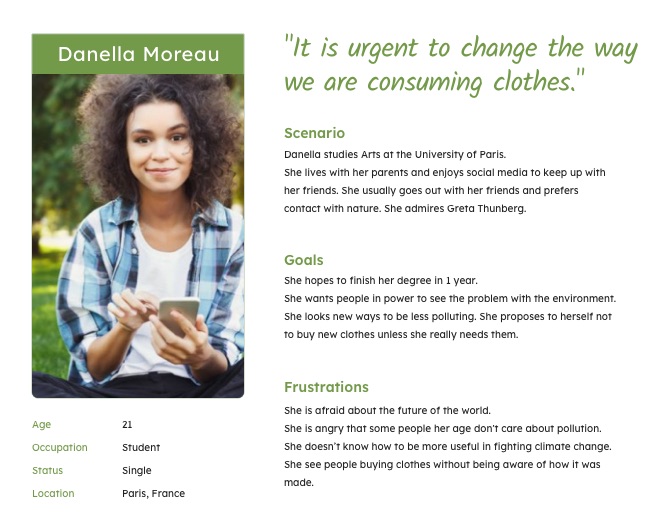 Danella Moreau
"It is urgent to change the way
we are consuming clothes."
Scenario
Danella studies Arts at the University of Paris.
She lives with her parents and enjoys social media to keep up with
her friends. She usually goes out with her friends and prefers
contact with nature. She admires Greta Thunberg.
Goals
She hopes to finish her degree in 1 year.
She wants people in power to see the problem with the environment.
She looks new ways to be less polluting. She proposes to herself not
to buy new clothes unless she really needs them.
Frustrations
She is afraid about the future of the world.
She is angry that some people her age don't care about pollution.
She doesn't know how to be more useful in fighting climate change.
She see people buying clothes without being aware of how it was
made.
Age 21
Occupation Student
Status Single
Location Paris, France